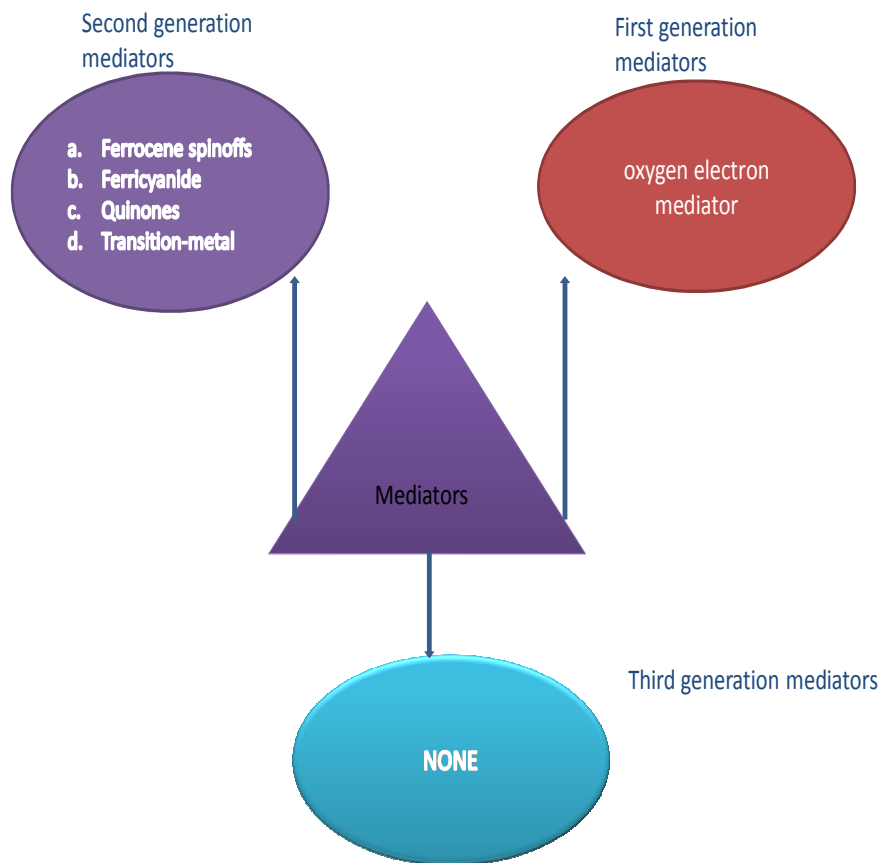 Second generation
mediators
a. Ferrocene spinoffs
b. Ferricyanide
c. Quinones
d. Transition-metal
First generation
mediators
oxygen electron
mediator
Mediators
Third generation mediators
NONE